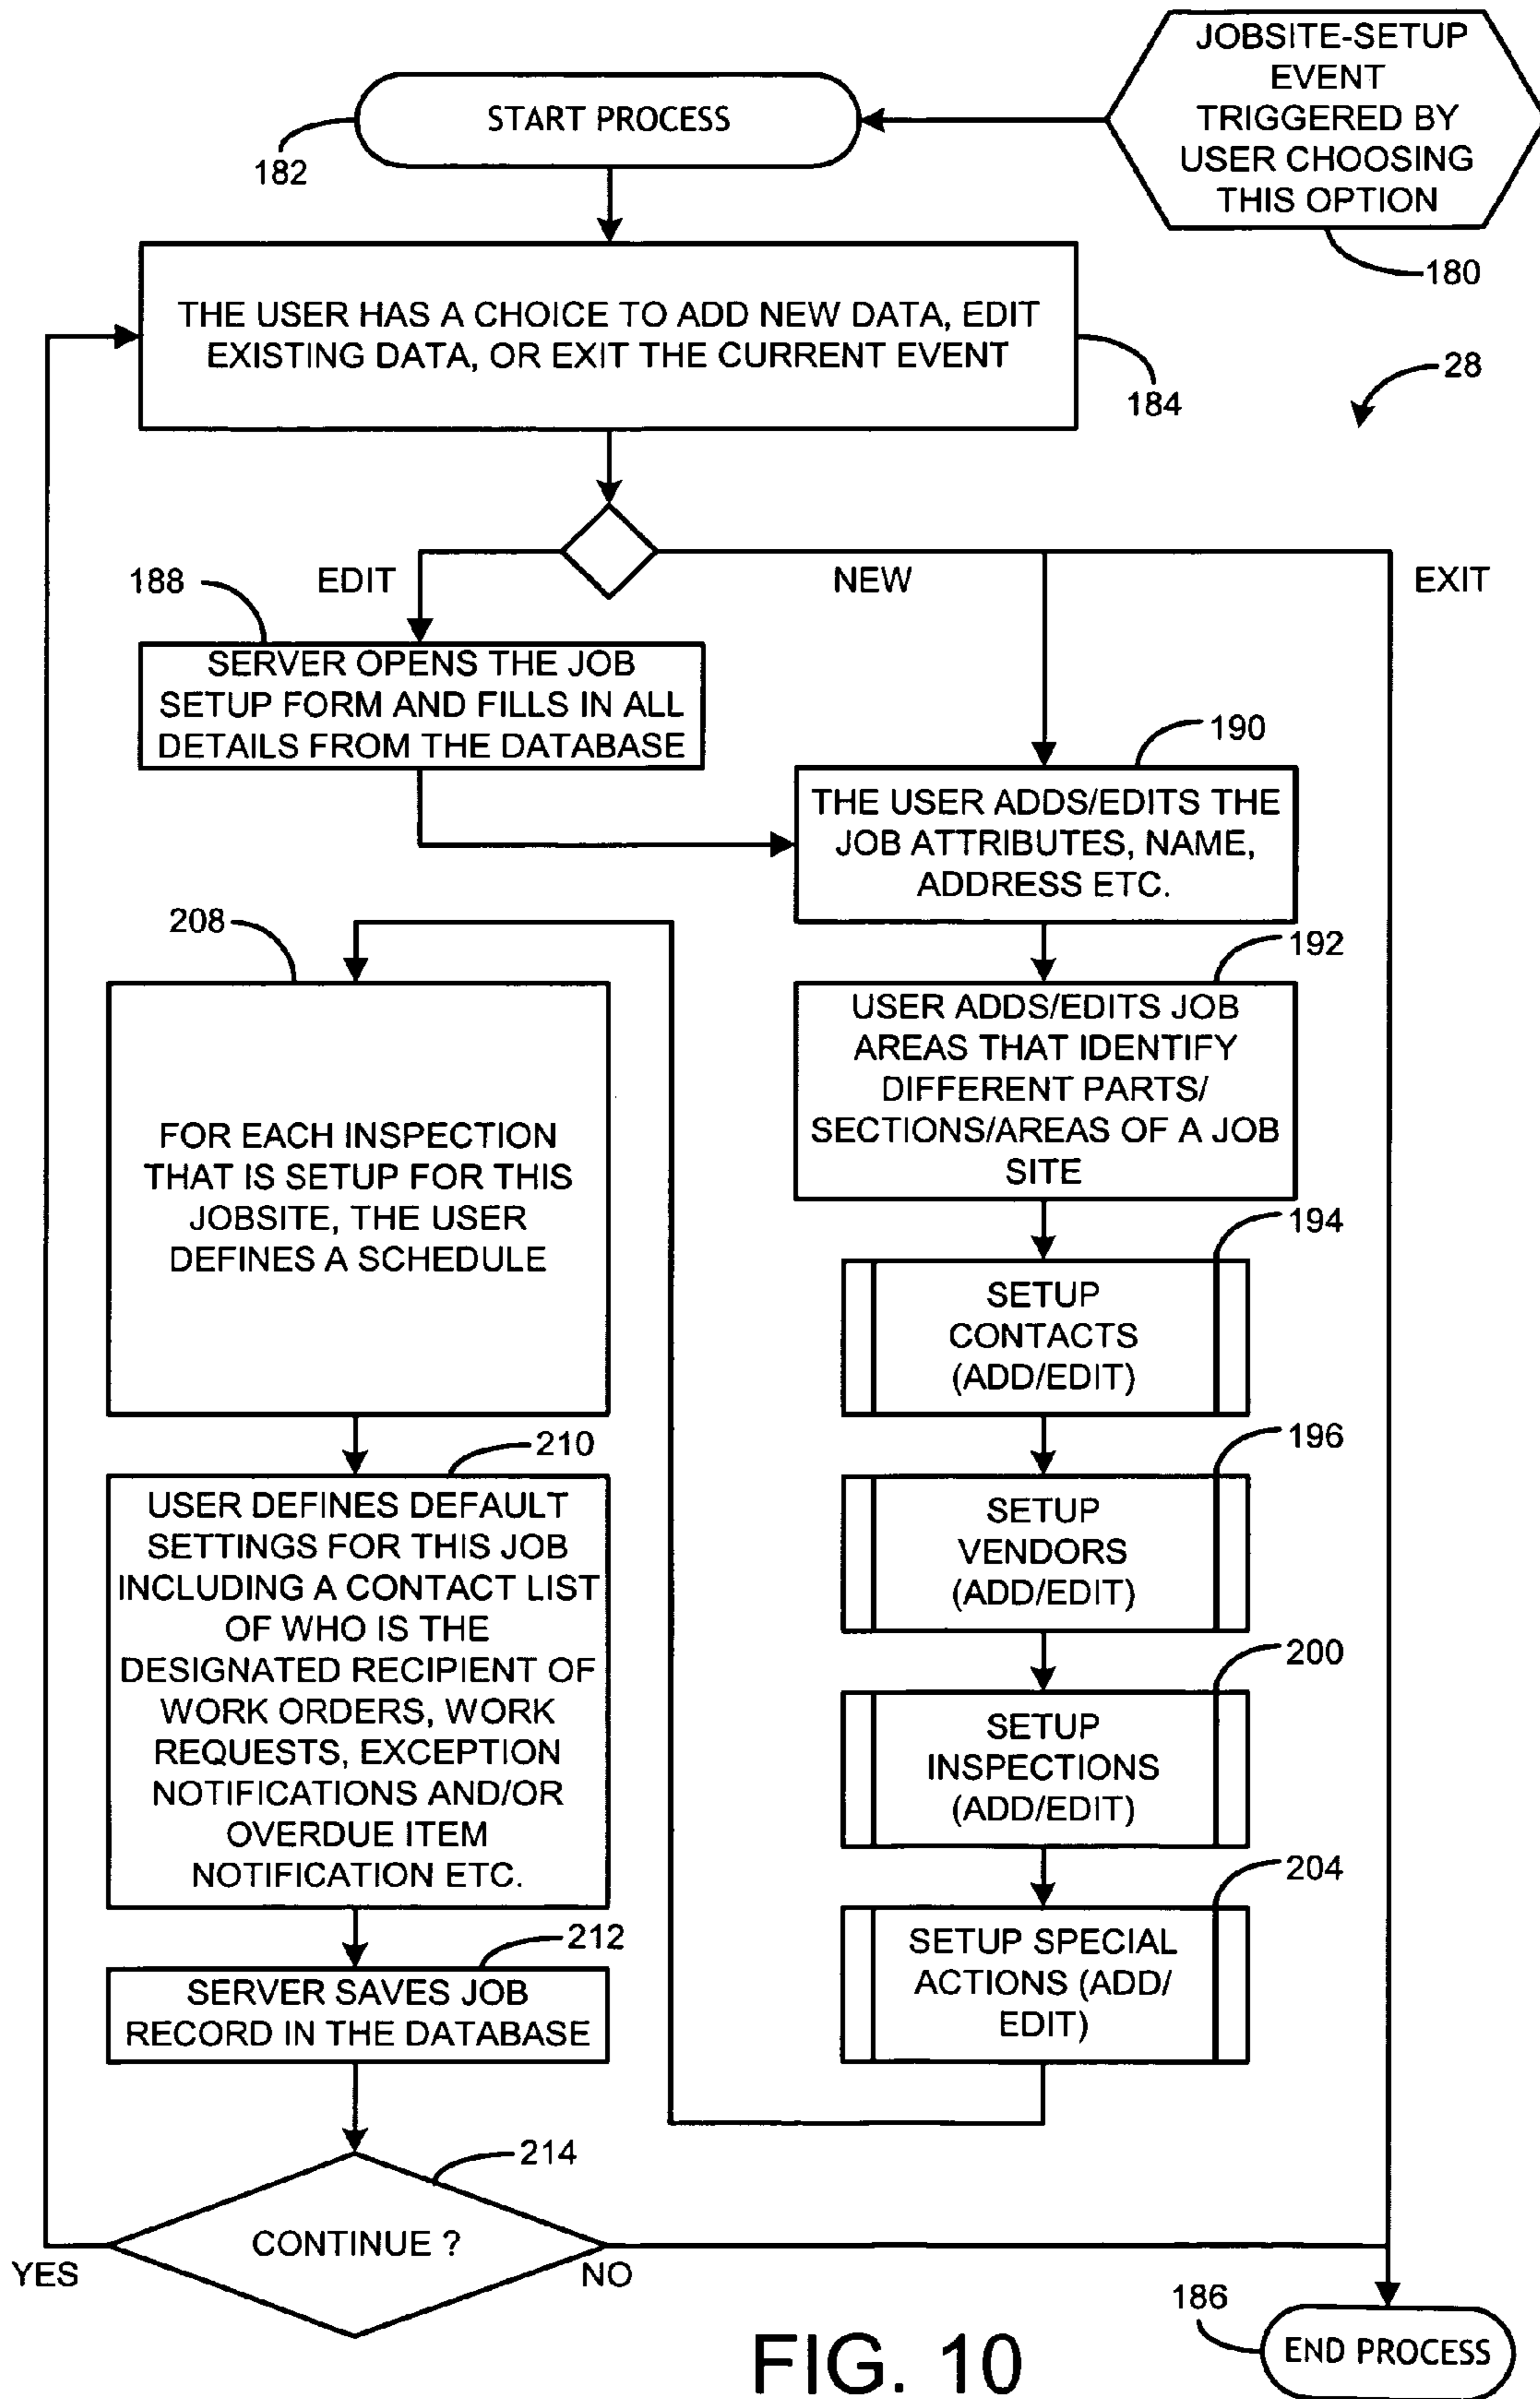 JOBSITE-SETUP
EVENT
TRIGGERED BY
USER CHOOSING
THIS OPTION
180
START PROCESS
182
THE USER HAS A CHOICE TO ADD NEW DATA, EDIT
EXISTING DATA, OR EXIT THE CURRENT EVENT
184
28
EDIT
NEW
EXIT
188
SERVER OPENS THE JOB
SETUP FORM AND FILLS IN ALL
DETAILS FROM THE DATABASE
190
THE USER ADDS/EDITS THE
JOB ATTRIBUTES, NAME,
ADDRESS ETC.
192
USER ADDS/EDITS JOB
AREAS THAT IDENTIFY
DIFFERENT PARTS/
SECTIONS/AREAS OF A JOB
SITE
194
SETUP
CONTACTS
(ADD/EDIT)
196
SETUP
VENDORS
(ADD/EDIT)
200
SETUP
INSPECTIONS
(ADD/EDIT)
204
SETUP SPECIAL
ACTIONS (ADD/
EDIT)
208
FOR EACH INSPECTION
THAT IS SETUP FOR THIS
JOBSITE, THE USER
DEFINES A SCHEDULE
210
USER DEFINES DEFAULT
SETTINGS FOR THIS JOB
INCLUDING A CONTACT LIST
OF WHO IS THE
DESIGNATED RECIPIENT OF
WORK ORDERS, WORK
REQUESTS, EXCEPTION
NOTIFICATIONS AND/OR
OVERDUE ITEM
NOTIFICATION ETC.
212
SERVER SAVES JOB
RECORD IN THE DATABASE
214
CONTINUE ?
YES
NO
186
END PROCESS
FIG. 10